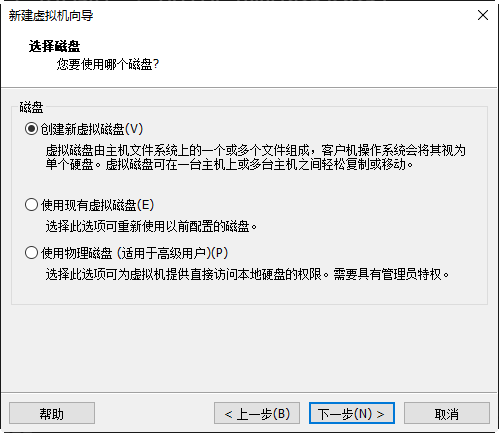 新建虚拟机向导
选择磁盘
您要使用哪个磁盘?
磁盘
创建新虚拟磁盘(V)
虚拟磁盘由主机文件系统上的一个或多个文件组成，客户机操作系统会将其视为
单个硬盘。虚拟磁盘可在一台主机上或多台主机之间轻松复制或移动。
使用现有虚拟磁盘(E)
选择此选项可重新使用以前配置的磁盘。
使用物理磁盘 (适用于高级用户)(P)
选择此选项可为虚拟机提供直接访问本地硬盘的权限。需要具有管理员特权。
帮助
< 上一步(B)
下一步(N) >
取消